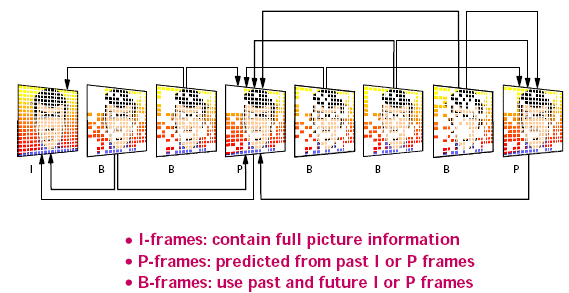 I B B P B B B P
• I-frames: contain full picture information
• P-frames: predicted from past I or P frames
• B-frames: use past and future I or P frames